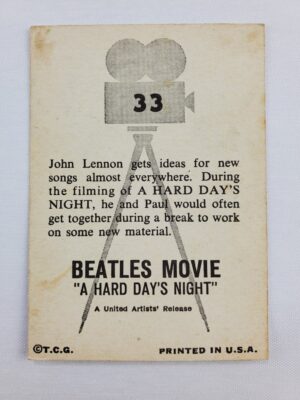 33
John Lennon gets ideas for new
songs almost everywhere. During
the filming of A HARD DAY'S
NIGHT, he and Paul would often
get together during a break to work
on some new material.
BEATLES MOVIE
"A HARD DAY'S NIGHT"
A United Artists' Release
©T.C.G. PRINTED IN U.S.A.